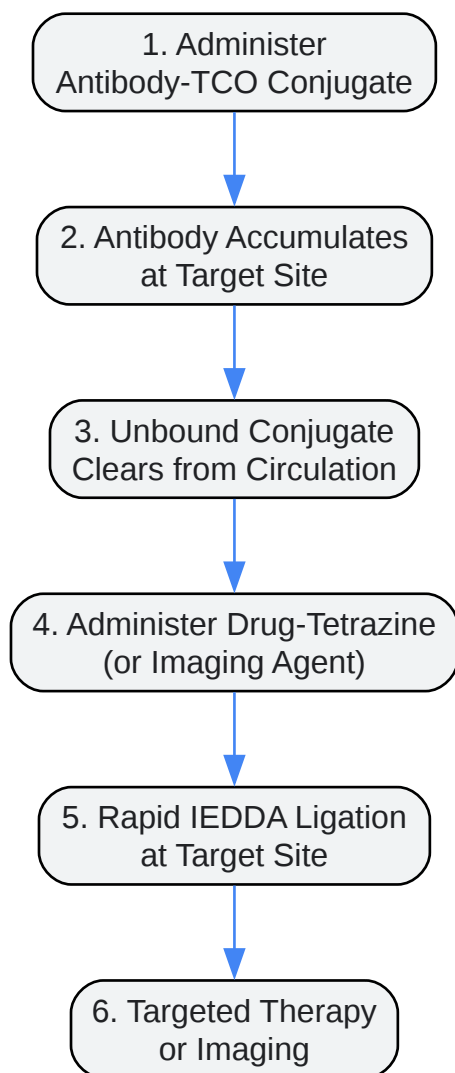 1. Administer
Antibody-TCO Conjugate
2. Antibody Accumulates
at Target Site
3. Unbound Conjugate
Clears from Circulation
4. Administer Drug-Tetrazine
(or Imaging Agent)
5. Rapid IEDDA Ligation
at Target Site
6. Targeted Therapy
or Imaging